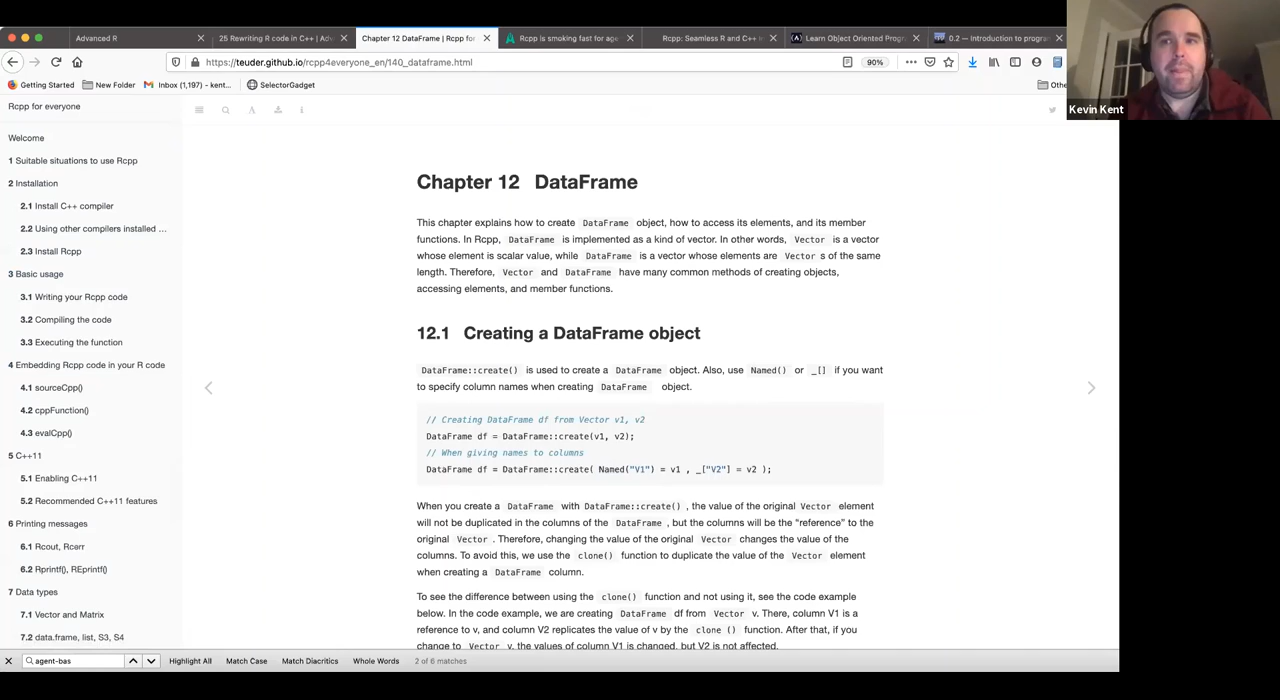 Advanced R
25 Rewriting R code in C++ | Adv
Chapter 12 DataFrame | Rcpp for
Rcpp is smoking fast for age
Rcpp: Seamless R and C++ In
Learn Object Oriented Progr
0.2 — Introduction to progran
https://teuder.github.io/rcpp4everyone_en/140_dataframe.html
90%
Getting Started
New Folder
Inbox (1,197) - kent...
SelectorGadget
Othe
Kevin Kent
Rcpp for everyone
Welcome
1 Suitable situations to use Rcpp
2 Installation
2.1 Install C++ compiler
2.2 Using other compilers installed ...
2.3 Install Rcpp
3 Basic usage
3.1 Writing your Rcpp code
3.2 Compiling the code
3.3 Executing the function
4 Embedding Rcpp code in your R code
4.1 sourceCpp()
4.2 cppFunction()
4.3 evalCpp()
5 C++11
5.1 Enabling C++11
5.2 Recommended C++11 features
6 Printing messages
6.1 Rcout, Rcerr
6.2 Rprintf(), REprintf()
7 Data types
7.1 Vector and Matrix
7.2 data.frame, list, S3, S4
Chapter 12 DataFrame
This chapter explains how to create DataFrame object, how to access its elements, and its member
functions. In Rcpp, DataFrame is implemented as a kind of vector. In other words, Vector is a vector
whose element is scalar value, while DataFrame is a vector whose elements are Vector s of the same
length. Therefore, Vector and DataFrame have many common methods of creating objects,
accessing elements, and member functions.
12.1 Creating a DataFrame object
DataFrame::create() is used to create a DataFrame object. Also, use Named() or _[] if you want
to specify column names when creating DataFrame object.
// Creating DataFrame df from Vector v1, v2
DataFrame df = DataFrame::create(v1, v2);
// When giving names to columns
DataFrame df = DataFrame::create( Named("V1") = v1 , _["V2"] = v2 );
When you create a DataFrame with DataFrame::create() , the value of the original Vector element
will not be duplicated in the columns of the DataFrame , but the columns will be the “reference” to the
original Vector . Therefore, changing the value of the original Vector changes the value of the
columns. To avoid this, we use the clone() function to duplicate the value of the Vector element
when creating a DataFrame column.
To see the difference between using the clone() function and not using it, see the code example
below. In the code example, we are creating DataFrame df from Vector v. There, column V1 is a
reference to v, and column V2 replicates the value of v by the clone () function. After that, if you
change to Vector v, the values of column V1 is changed, but V2 is not affected.
agent-bas
Highlight All
Match Case
Match Diacritics
Whole Words
2 of 6 matches